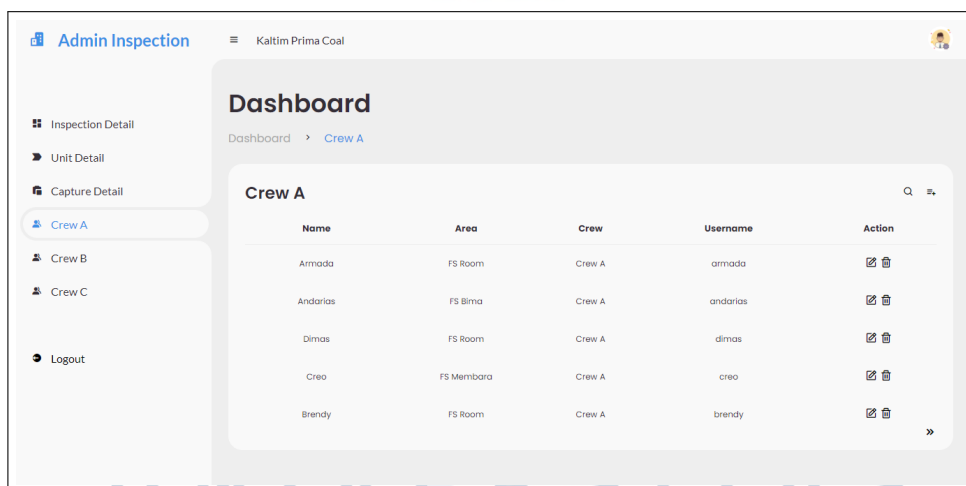 Admin Inspection
Kaltim Prima Coal
Inspection Detail
Unit Detail
Capture Detail
Crew A
Crew B
Crew C
Logout
Dashboard
Dashboard > Crew A
Crew A
Name Area Crew Username Action
Armada FS Room Crew A armada
Andarias FS Bima Crew A andarias
Dimas FS Room Crew A dimas
Creo FS Membara Crew A creo
Brendy FS Room Crew A brendy
»